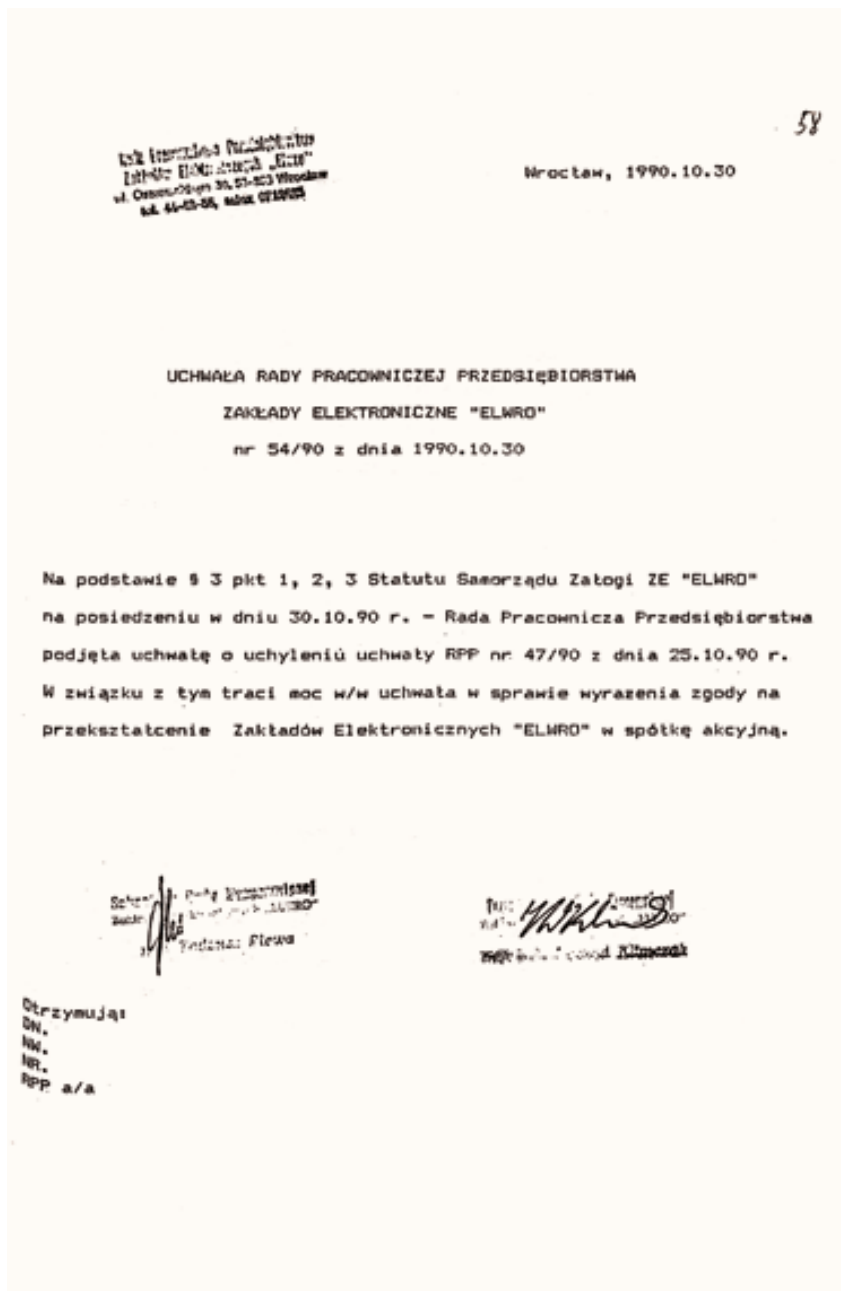 58
Wrocław, 1990.10.30
UCHWAŁA RADY PRACOWNICZEJ PRZEDSIĘBIORSTWA
ZAKŁADY ELEKTRONICZNE "ELWRO"
nr 54/90 z dnia 1990.10.30
Na podstawie § 3 pkt 1, 2, 3 Statutu Samorządu Załogi ZE "ELWRO"
na posiedzeniu w dniu 30.10.90 r. - Rada Pracownicza Przedsiębiorstwa
podjęła uchwałę o uchyleniu uchwały RPP nr 47/90 z dnia 25.10.90 r.
W związku z tym traci moc w/w uchwała w sprawie wyrażenia zgody na
przekształcenie Zakładów Elektronicznych "ELWRO" w spółkę akcyjną.
Rady
Klimczak
Otrzymują:
DN.
NW.
NR.
RPP a/a